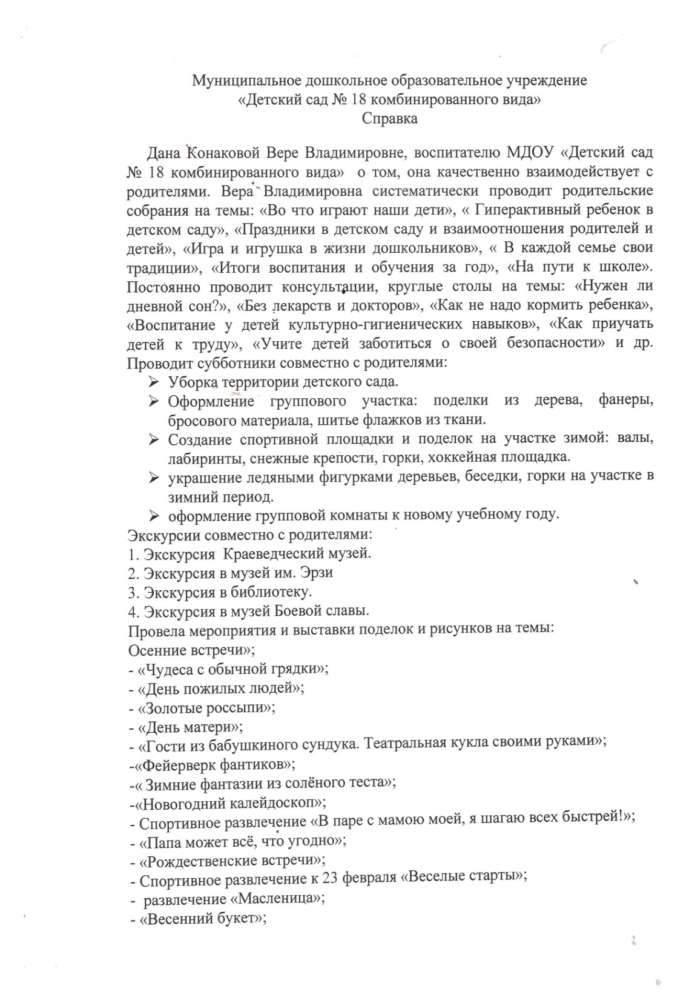 Муниципальное дошкольное образовательное учреждение
«Детский сад № 18 комбинированного вида»
Справка
Дана Конаковой Вере Владимировне, воспитателю МДОУ «Детский сад
№ 18 комбинированного вида»  о том, она качественно взаимодействует с
родителями. Вера Владимировна систематически проводит родительские
собрания на темы: «Во что играют наши дети», « Гиперактивный ребенок в
детском саду», «Праздники в детском саду и взаимоотношения родителей и
детей», «Игра и игрушка в жизни дошкольников», « В каждой семье свои
традиции», «Итоги воспитания и обучения за год», «На пути к школе».
Постоянно проводит консультации, круглые столы на темы: «Нужен ли
дневной сон?», «Без лекарств и докторов», «Как не надо кормить ребенка»,
«Воспитание у детей культурно-гигиенических навыков», «Как приучать
детей к труду», «Учите детей заботиться о своей безопасности» и др.
Проводит субботники совместно с родителями:
➢ Уборка территории детского сада.
➢ Оформление группового участка: поделки из дерева, фанеры,
бросового материала, шитье флажков из ткани.
➢ Создание спортивной площадки и поделок на участке зимой: валы,
лабиринты, снежные крепости, горки, хоккейная площадка.
➢ украшение ледяными фигурками деревьев, беседки, горки на участке в
зимний период.
➢ оформление групповой комнаты к новому учебному году.
Экскурсии совместно с родителями:
1. Экскурсия  Краеведческий музей.
2. Экскурсия в музей им. Эрзи
3. Экскурсия в библиотеку.
4. Экскурсия в музей Боевой славы.
Провела мероприятия и выставки поделок и рисунков на темы:
Осенние встречи»;
- «Чудеса с обычной грядки»;
- «День пожилых людей»;
- «Золотые россыпи»;
- «День матери»;
- «Гости из бабушкиного сундука. Театральная кукла своими руками»;
-«Фейерверк фантиков»;
-« Зимние фантазии из солёного теста»;
-«Новогодний калейдоскоп»;
- Спортивное развлечение «В паре с мамою моей, я шагаю всех быстрей!»;
- «Папа может всё, что угодно»;
- «Рождественские встречи»;
- Спортивное развлечение к 23 февраля «Веселые старты»;
-  развлечение «Масленица»;
- «Весенний букет»;